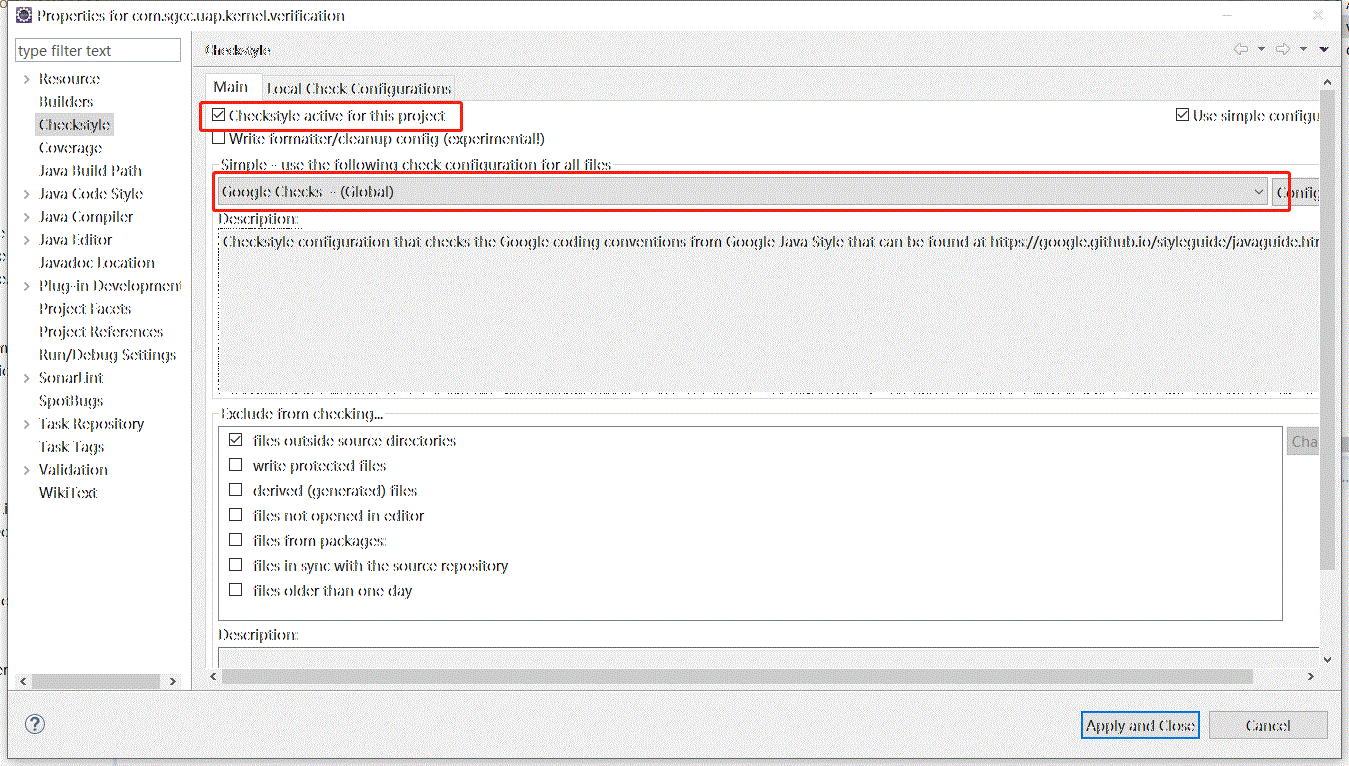 Properties for com.sgcc.uap.kernel.verification
type filter text
Resource
Builders
Checkstyle
Coverage
Java Build Path
Java Code Style
Java Compiler
Java Editor
Javadoc Location
Plug-in Development
Project Facets
Project References
Run/Debug Settings
SonarLint
SpotBugs
Task Repository
Task Tags
Validation
WikiText
Checkstyle
Main Local Check Configurations
Checkstyle active for this project
Use simple configu
Write formatter/cleanup config (experimental!)
Simple - use the following check configuration for all files
Google Checks - (Global)
Config
Description:
Checkstyle configuration that checks the Google coding conventions from Google Java Style that can be found at https://google.github.io/styleguide/javaguide.htm
Exclude from checking...
files outside source directories
Cha
write protected files
derived (generated) files
files not opened in editor
files from packages:
files in sync with the source repository
files older than one day
Description:
Apply and Close
Cancel